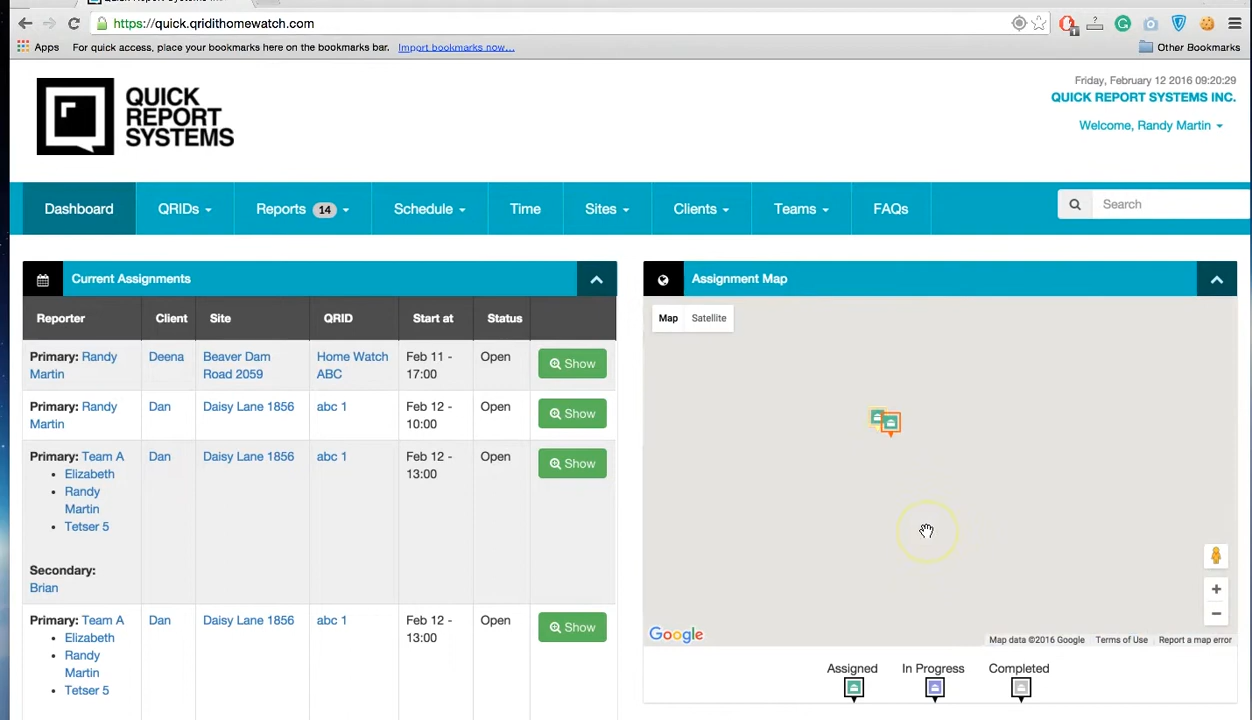 https://quick.qridithomewatch.com
Apps For quick access, place your bookmarks here on the bookmarks bar. Import bookmarks now... Other Bookmarks
Friday, February 12 2016 09:20:29
QUICK REPORT SYSTEMS INC.
Welcome, Randy Martin
QUICK
REPORT
SYSTEMS
Dashboard QRIDs Reports 14 Schedule Time Sites Clients Teams FAQs Search
Current Assignments
Reporter Client Site QRID Start at Status
Primary: Randy Martin Deena Beaver Dam Road 2059 Home Watch ABC Feb 11 - 17:00 Open Show
Primary: Randy Martin Dan Daisy Lane 1856 abc 1 Feb 12 - 10:00 Open Show
Primary: Team A Dan Daisy Lane 1856 abc 1 Feb 12 - 13:00 Open Show
• Elizabeth
• Randy Martin
• Tetser 5
Secondary:
Brian
Primary: Team A Dan Daisy Lane 1856 abc 1 Feb 12 - 13:00 Open Show
• Elizabeth
• Randy Martin
• Tetser 5
Assignment Map
Map Satellite
+
−
Google Map data ©2016 Google Terms of Use Report a map error
Assigned In Progress Completed